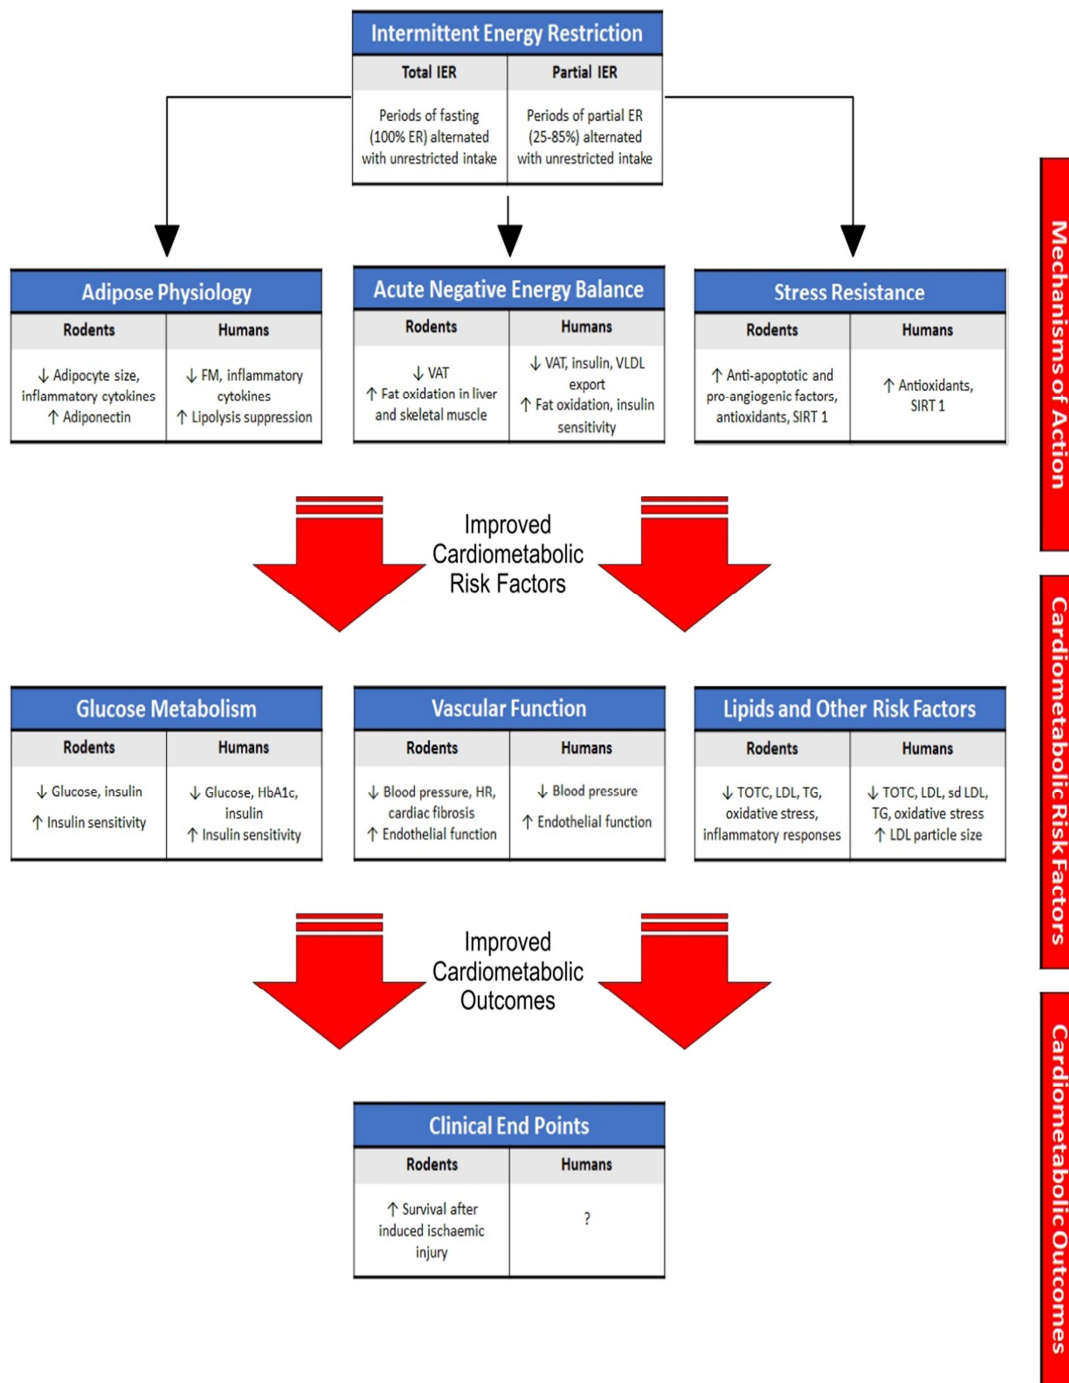 Intermittent Energy Restriction
Total IER
Partial IER
Periods of fasting
(100% ER) alternated
with unrestricted intake
Periods of partial ER
(25-85%) alternated
with unrestricted intake
Adipose Physiology
Rodents
Humans
↓ Adipocyte size,
inflammatory cytokines
↑ Adiponectin
↓ FM, inflammatory
cytokines
↑ Lipolysis suppression
Acute Negative Energy Balance
Rodents
Humans
↓ VAT
↑ Fat oxidation in liver
and skeletal muscle
↓ VAT, insulin, VLDL
export
↑ Fat oxidation, insulin
sensitivity
Stress Resistance
Rodents
Humans
↑ Anti-apoptotic and
pro-angiogenic factors,
antioxidants, SIRT 1
↑ Antioxidants,
SIRT 1
Mechanisms of Action
Improved
Cardiometabolic
Risk Factors
Glucose Metabolism
Rodents
Humans
↓ Glucose, insulin
↑ Insulin sensitivity
↓ Glucose, HbA1c,
insulin
↑ Insulin sensitivity
Vascular Function
Rodents
Humans
↓ Blood pressure, HR,
cardiac fibrosis
↑ Endothelial function
↓ Blood pressure
↑ Endothelial function
Lipids and Other Risk Factors
Rodents
Humans
↓ TOTC, LDL, TG,
oxidative stress,
inflammatory responses
↓ TOTC, LDL, sd LDL,
TG, oxidative stress
↑ LDL particle size
Cardiometabolic Risk Factors
Improved
Cardiometabolic
Outcomes
Clinical End Points
Rodents
Humans
↑ Survival after
induced ischaemic
injury
?
Cardiometabolic Outcomes